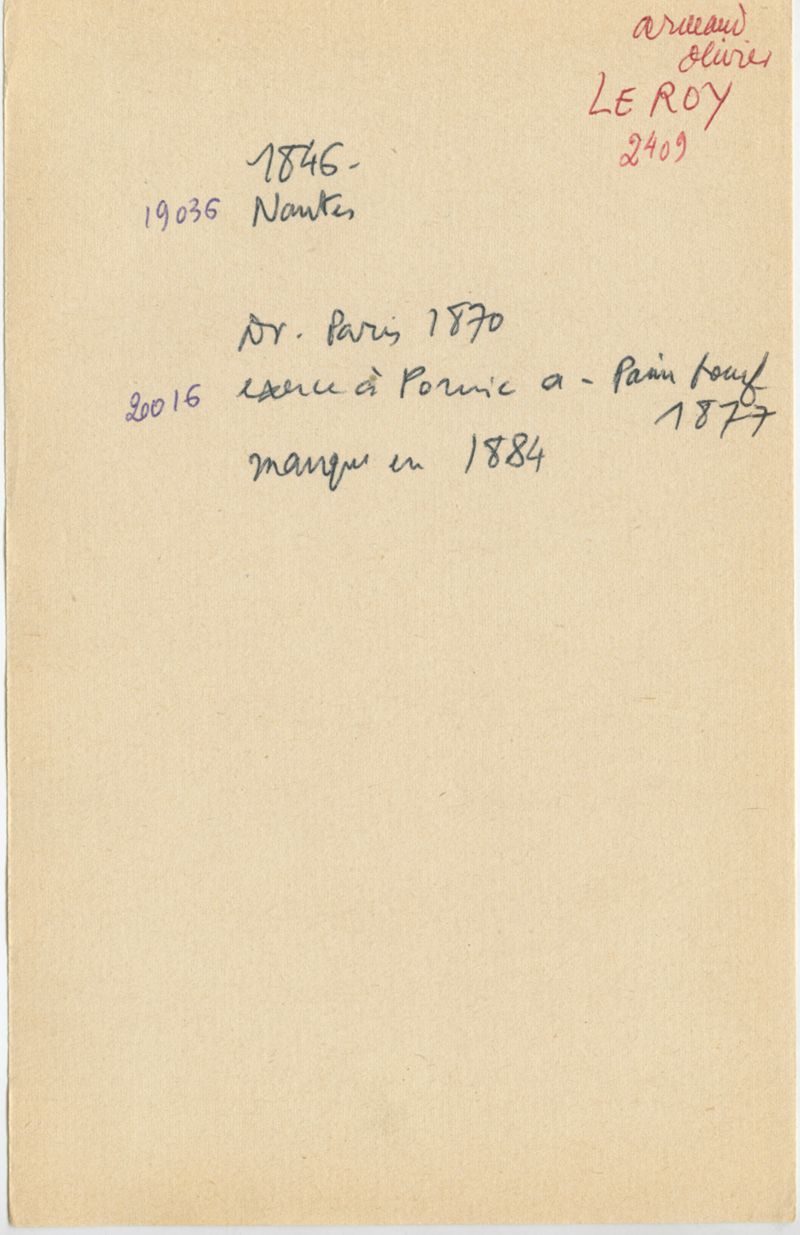 armand
olivier
LE ROY
2409
1846-
19036 Nantes
Dr. Paris 1870
20016 exerce à Pornic a - Paimboeuf
1877
manque en 1884